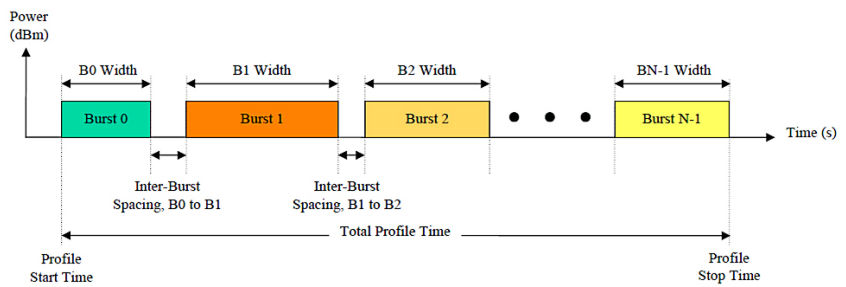 Power
(dBm)
B0 Width
B1 Width
B2 Width
BN-1 Width
Burst 0
Burst 1
Burst 2
Burst N-1
Time (s)
Inter-Burst
Spacing, B0 to B1
Inter-Burst
Spacing, B1 to B2
Total Profile Time
Profile
Start Time
Profile
Stop Time